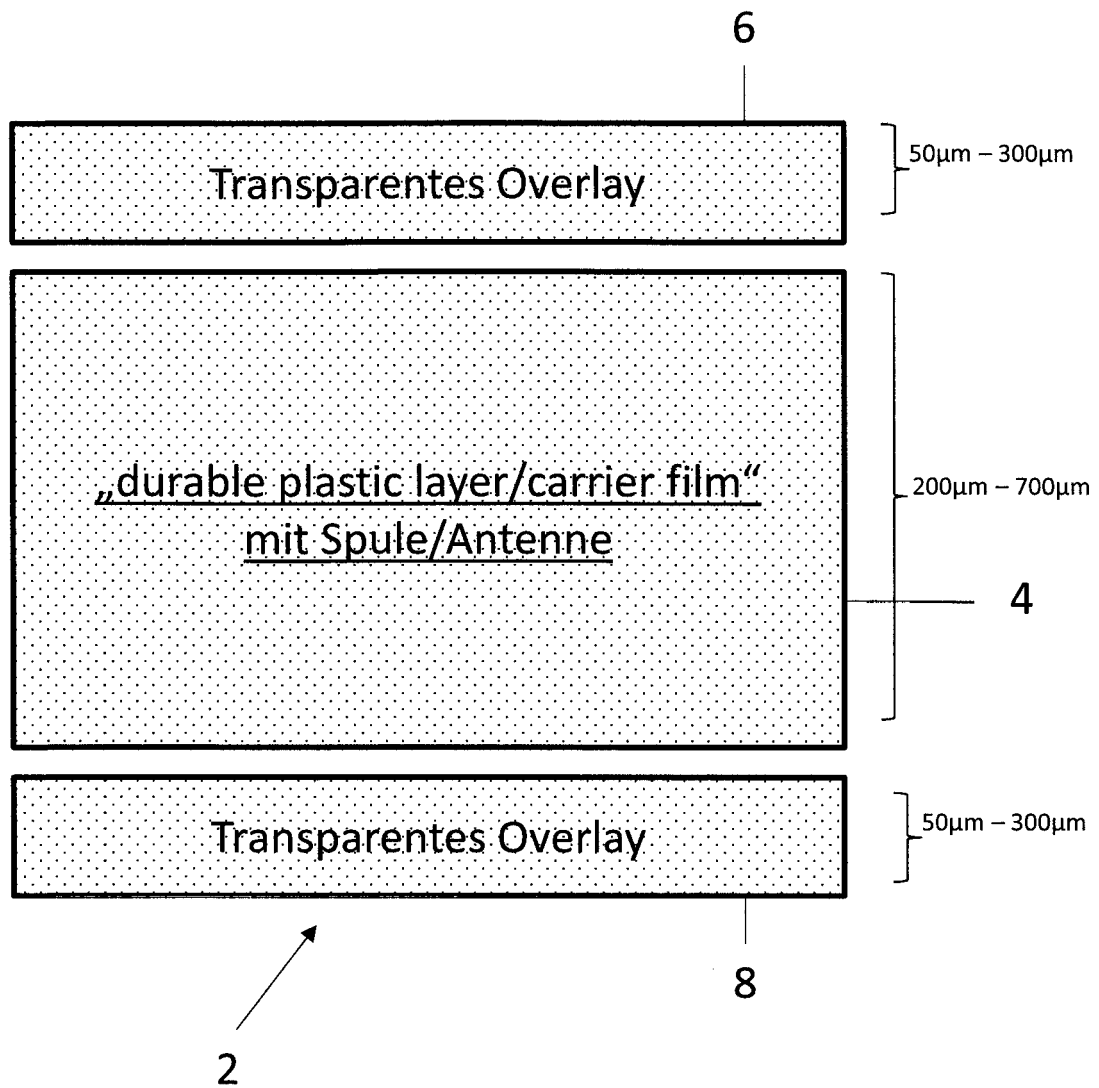 6
Transparentes Overlay
50µm – 300µm
„durable plastic layer/carrier film“
mit Spule/Antenne
200µm – 700µm
4
Transparentes Overlay
50µm – 300µm
8
2